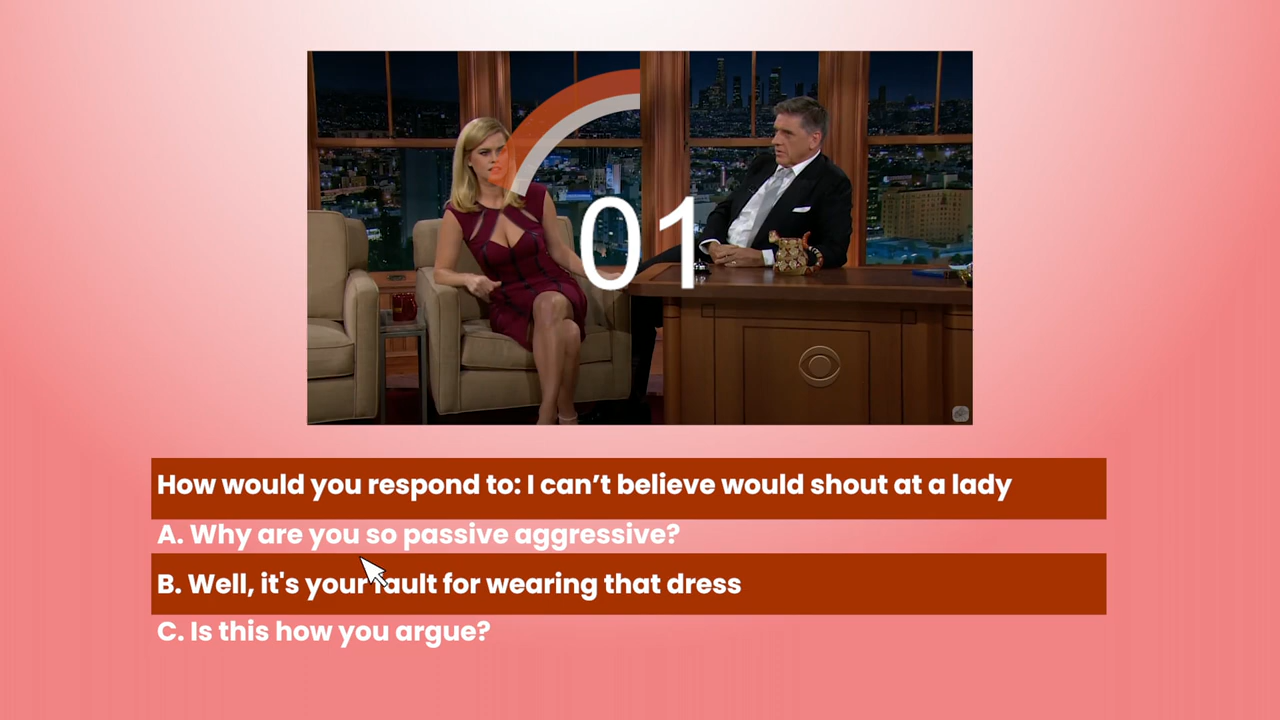 01
How would you respond to: I can’t believe would shout at a lady
A. Why are you so passive aggressive?
B. Well, it's your fault for wearing that dress
C. Is this how you argue?